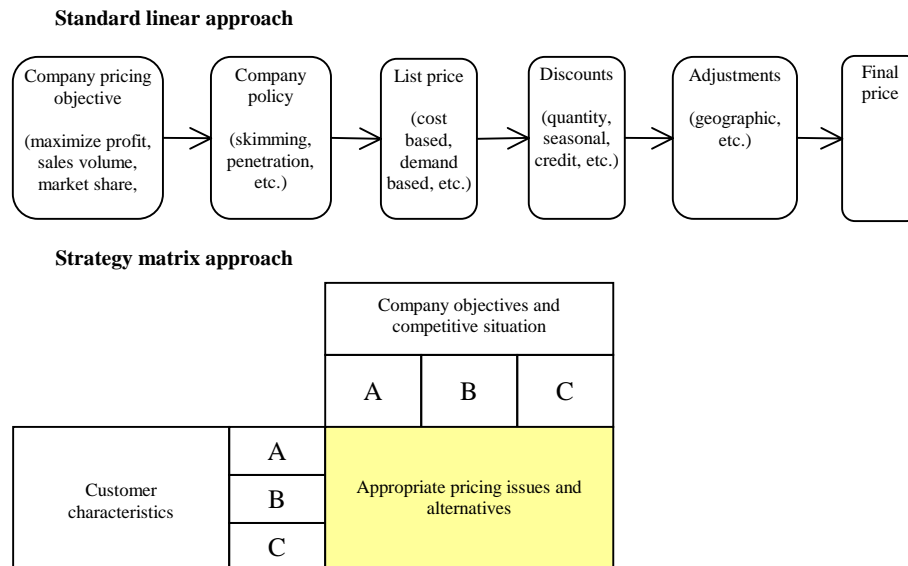 Standard linear approach
Company pricing
objective
(maximize profit,
sales volume,
market share,
Company
policy
(skimming,
penetration,
etc.)
List price
(cost
based,
demand
based, etc.)
Discounts
(quantity,
seasonal,
credit, etc.)
Adjustments
(geographic,
etc.)
Final
price
Strategy matrix approach
Company objectives and
competitive situation
A
B
C
Customer
characteristics
A
B
C
Appropriate pricing issues and
alternatives